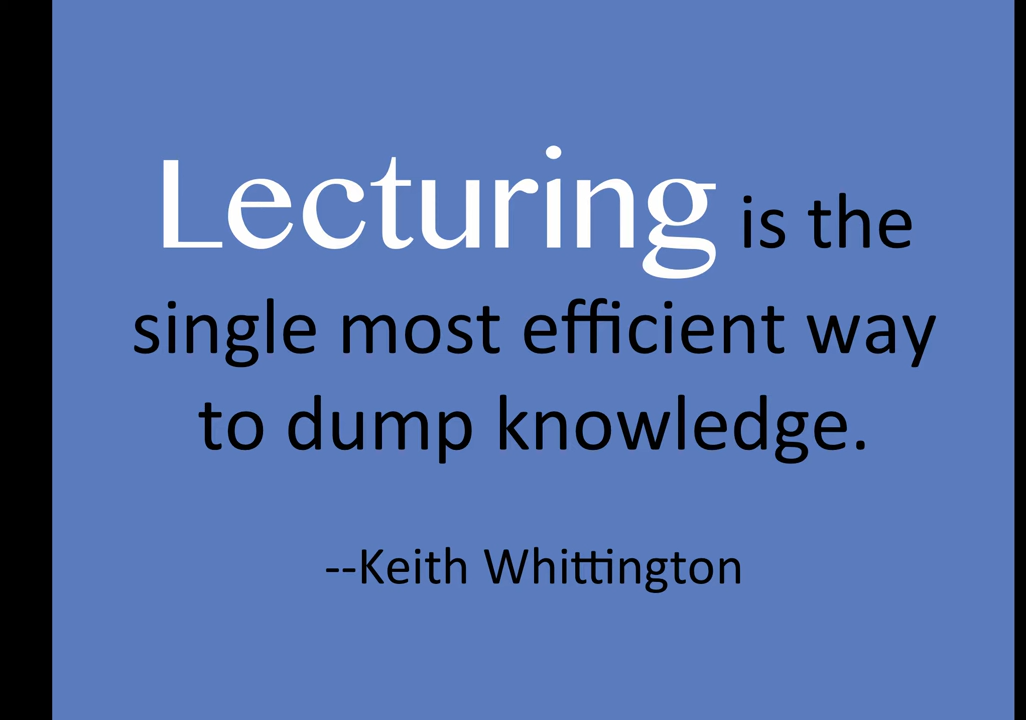 Lecturing is the
single most efficient way
to dump knowledge.
--Keith Whittington